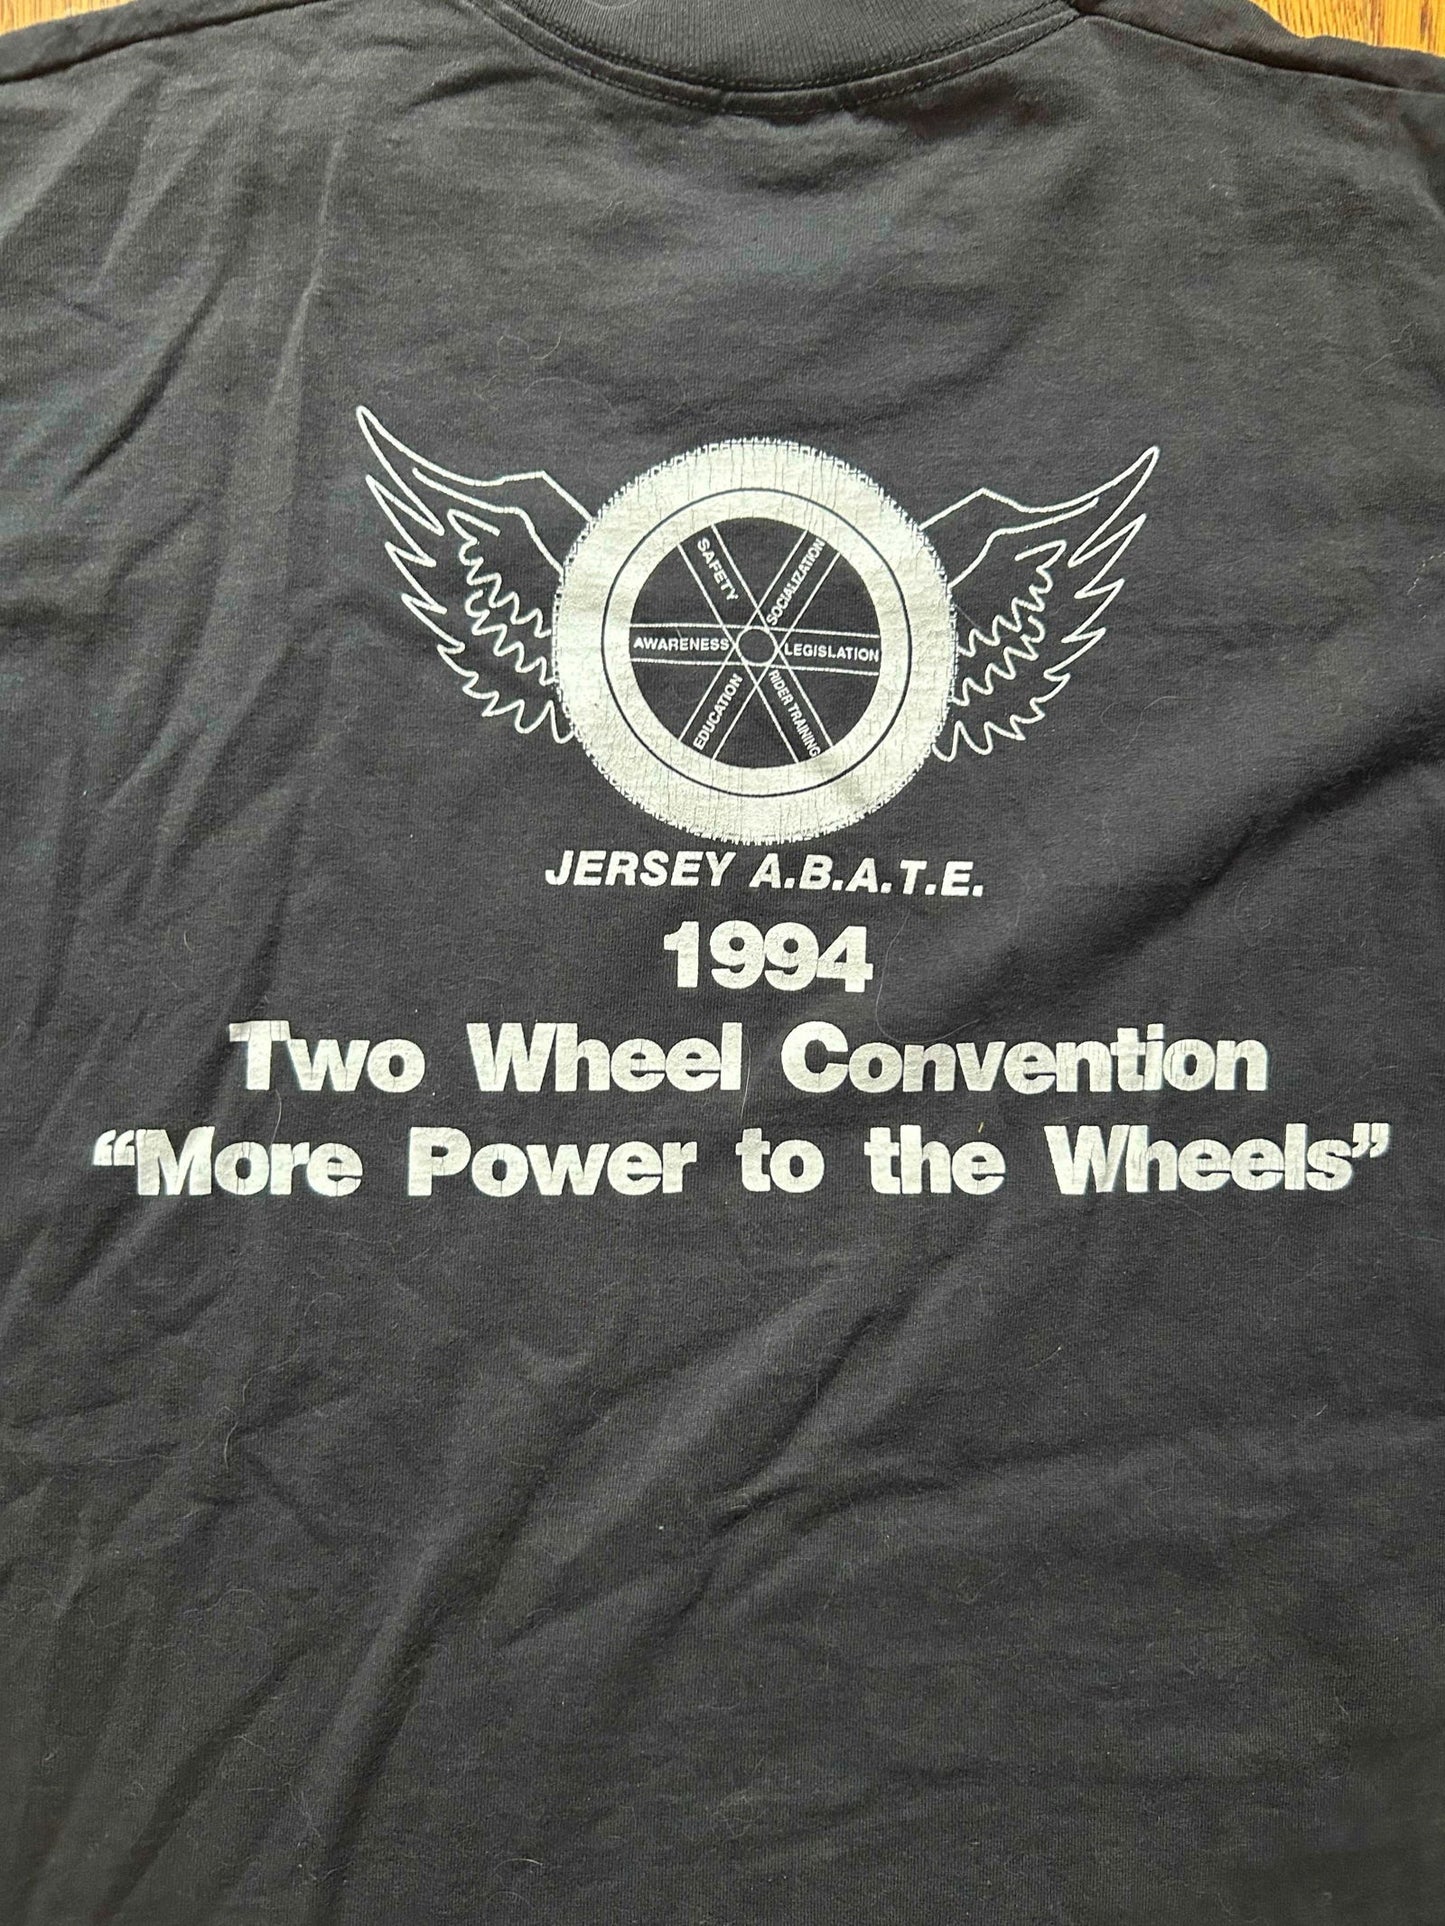 SAFETY
SOCIALIZATION
AWARENESS
LEGISLATION
EDUCATION
RIDER TRAINING
JERSEY A.B.A.T.E.
1994
Two Wheel Convention
“More Power to the Wheels”